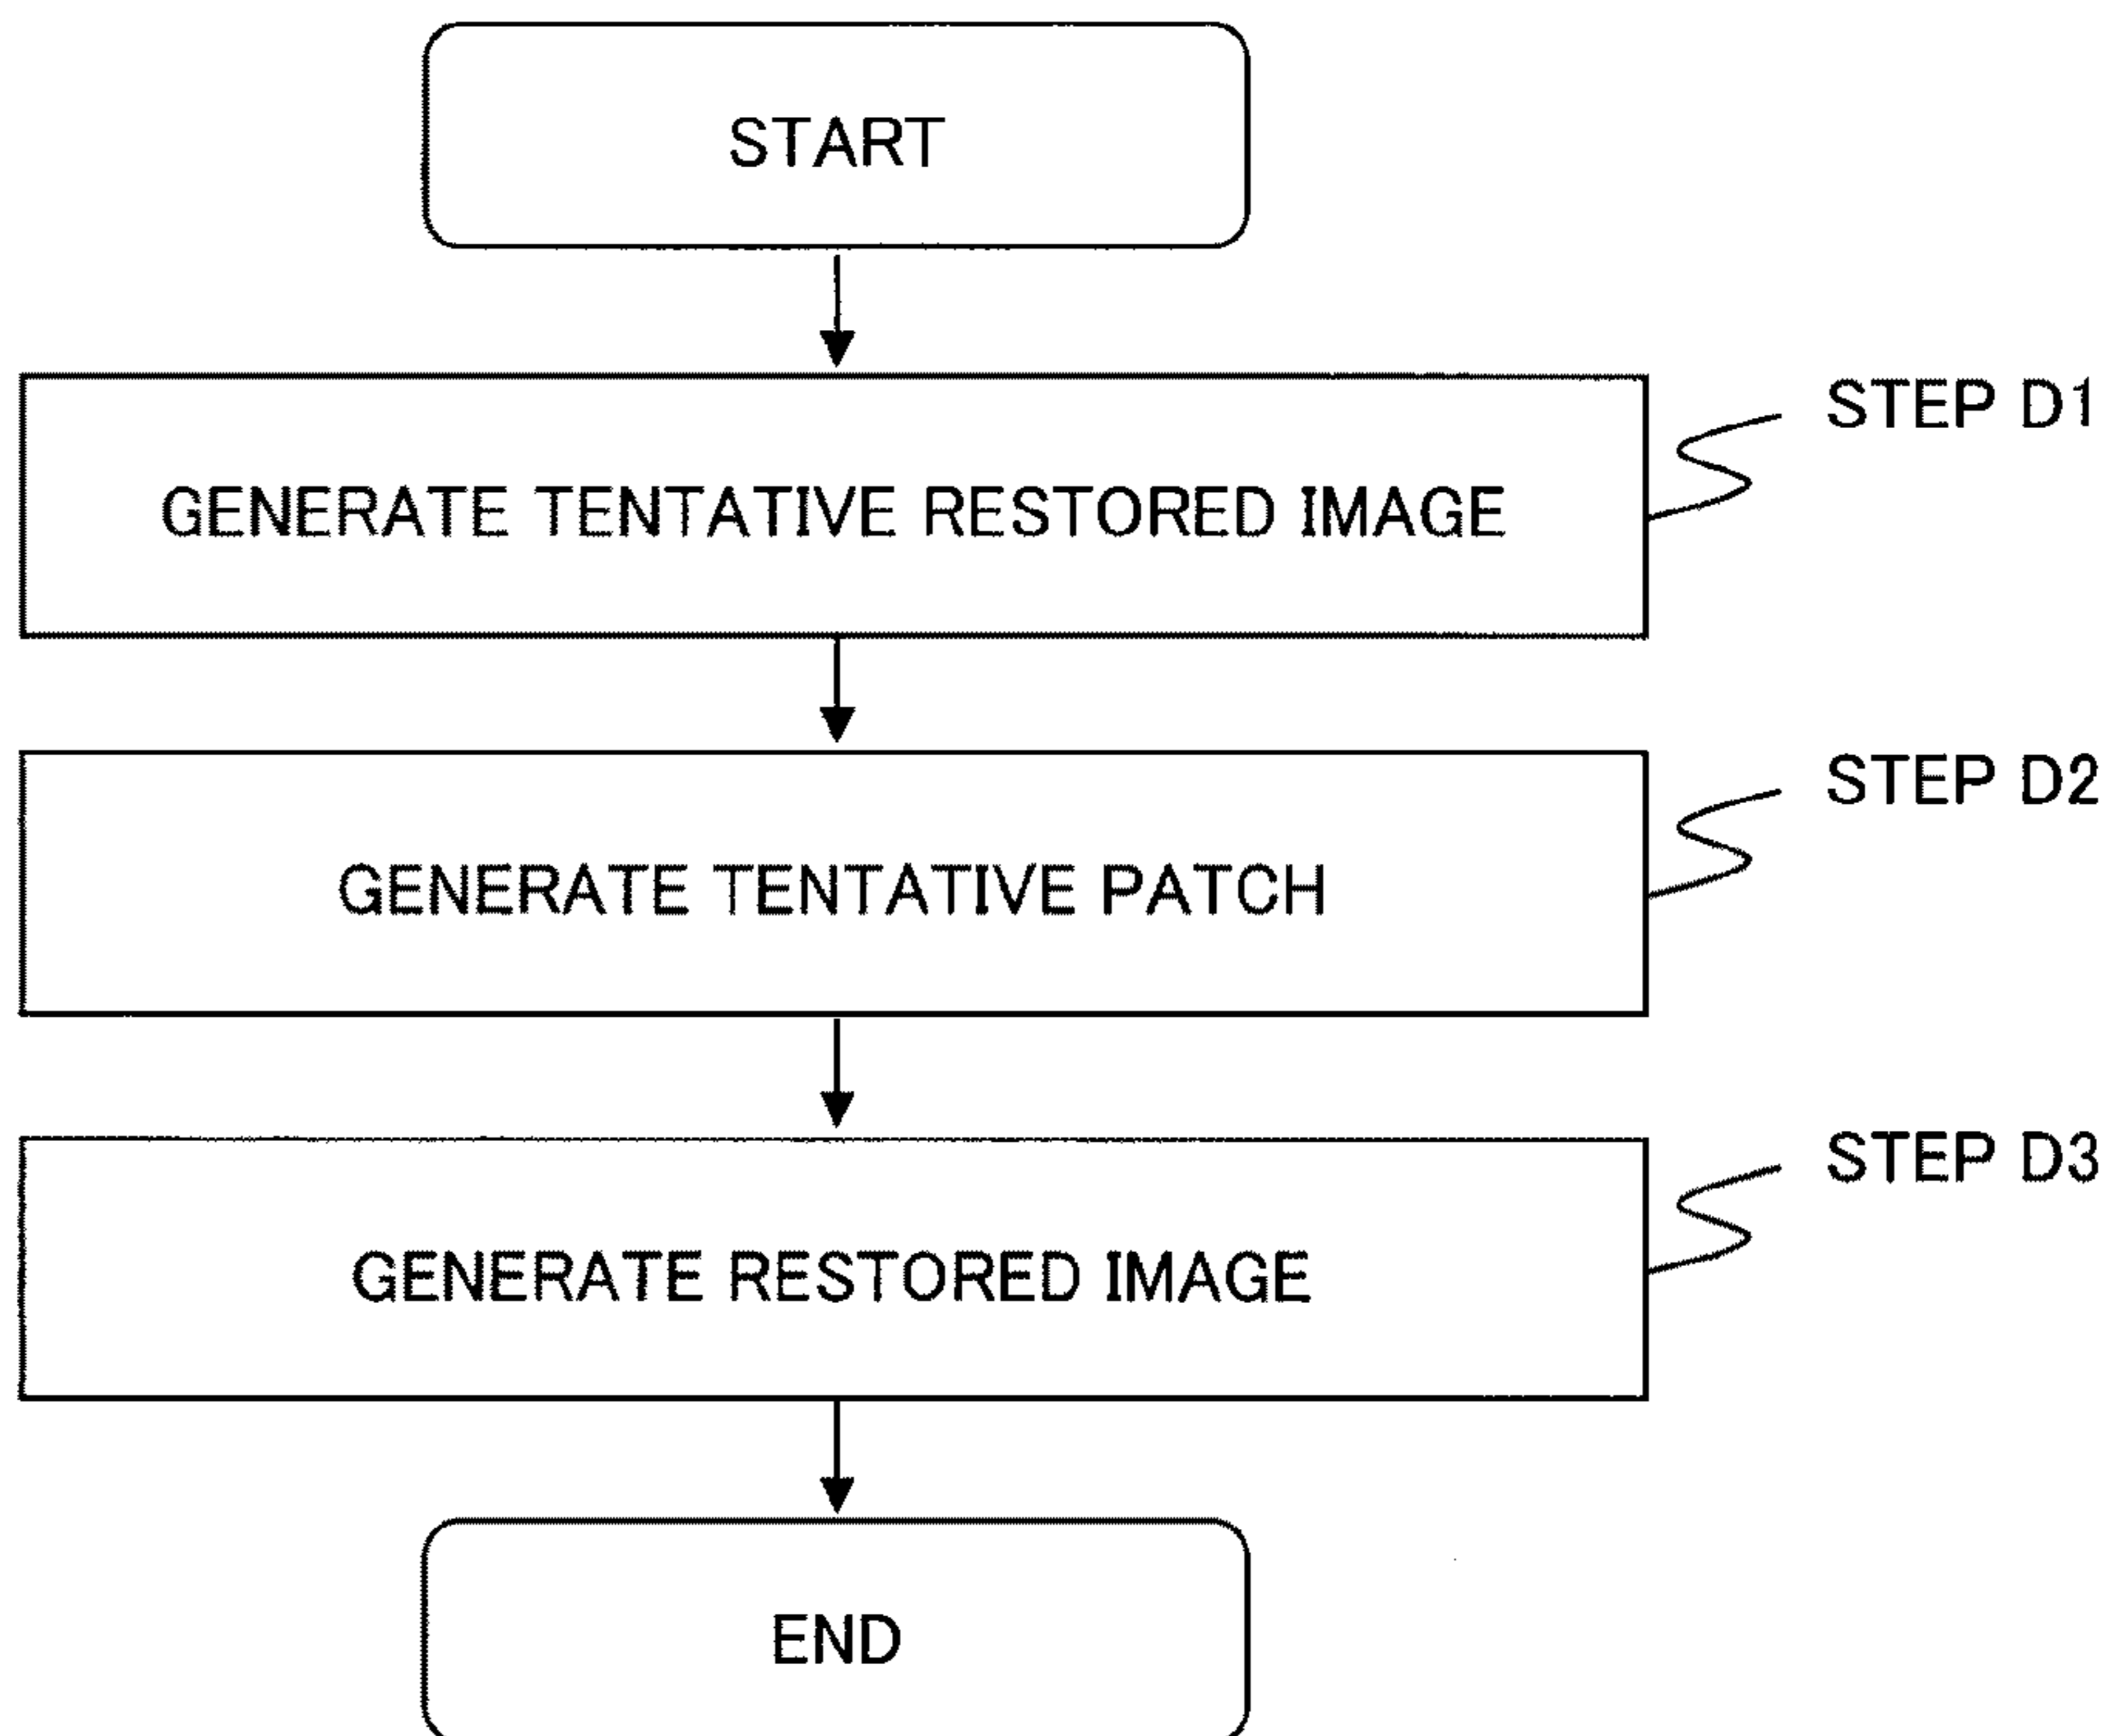 START
STEP D1
GENERATE TENTATIVE RESTORED IMAGE
STEP D2
GENERATE TENTATIVE PATCH
STEP D3
GENERATE RESTORED IMAGE
END